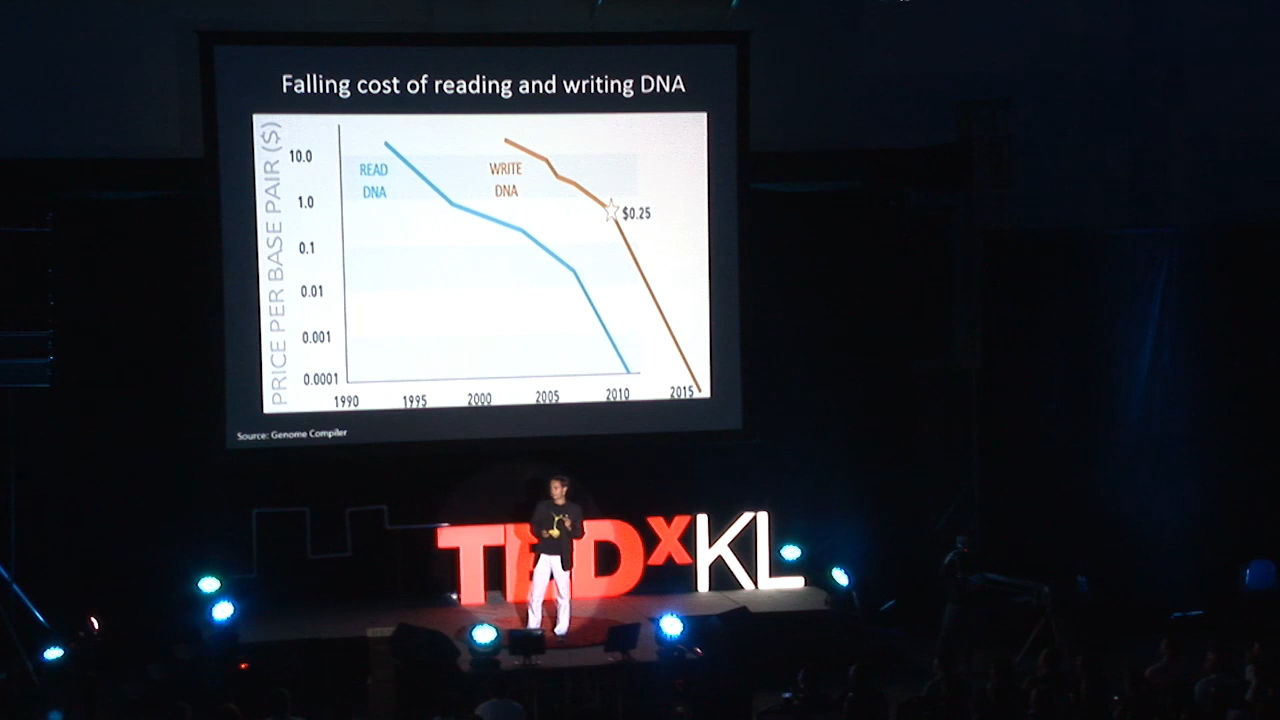 Falling cost of reading and writing DNA
PRICE PER BASE PAIR ($)
10.0
1.0
0.1
0.01
0.001
0.0001
READ
DNA
WRITE
DNA
$0.25
1990 1995 2000 2005 2010 2015
Source: Genome Compiler
TEDxKL